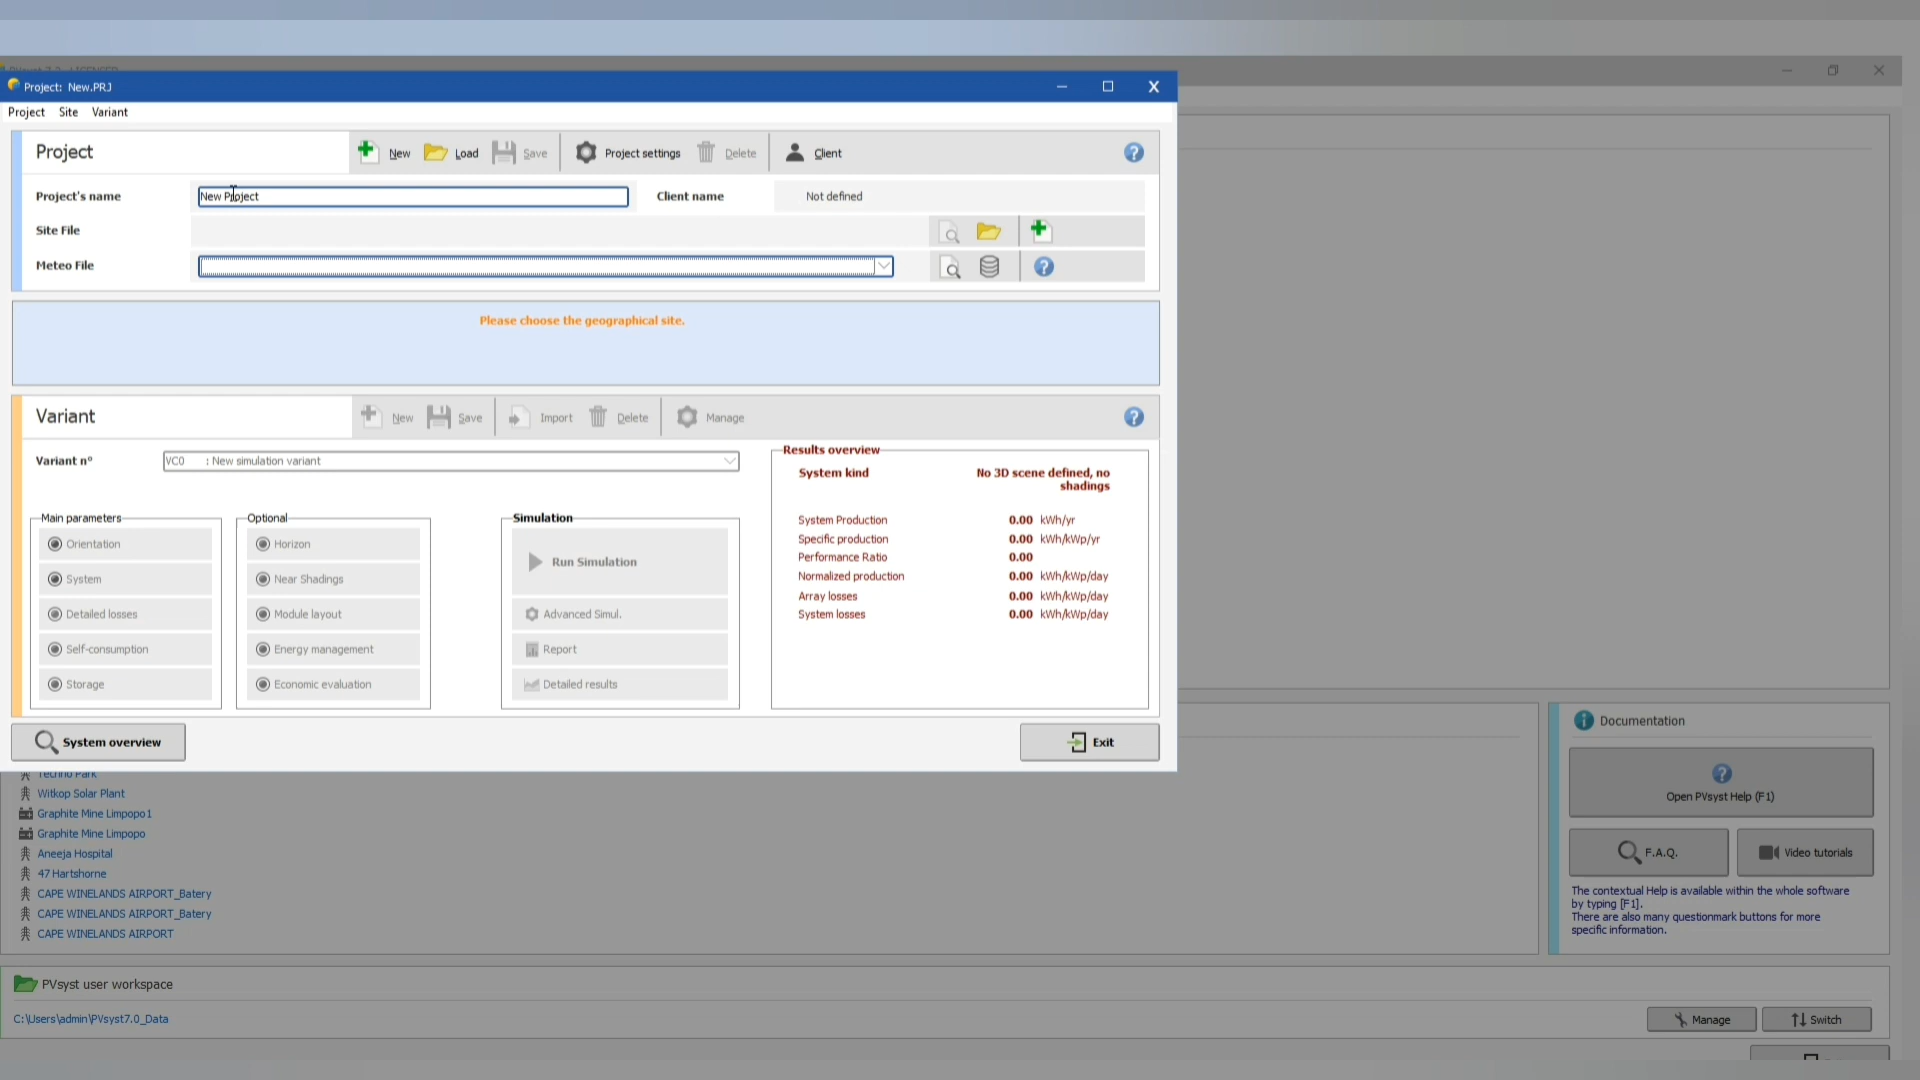 Project: New.PRJ
Project Site Variant
Project New Load Save Project settings Delete Client
Project's name New Project Client name Not defined
Site File
Meteo File
Please choose the geographical site.
Variant New Save Import Delete Manage
Variant n° VC0 : New simulation variant
Results overview
System kind No 3D scene defined, no
shadings
System Production 0.00 kWh/yr
Specific production 0.00 kWh/kWp/yr
Performance Ratio 0.00
Normalized production 0.00 kWh/kWp/day
Array losses 0.00 kWh/kWp/day
System losses 0.00 kWh/kWp/day
Main parameters
Orientation
System
Detailed losses
Self-consumption
Storage
Optional
Horizon
Near Shadings
Module layout
Energy management
Economic evaluation
Simulation
Run Simulation
Advanced Simul.
Report
Detailed results
System overview Exit
Techno Park
Witkop Solar Plant
Graphite Mine Limpopo1
Graphite Mine Limpopo
Aneeja Hospital
47 Hartshorne
CAPE WINELANDS AIRPORT_Batery
CAPE WINELANDS AIRPORT_Batery
CAPE WINELANDS AIRPORT
Documentation
Open PVsyst Help (F1)
F.A.Q. Video tutorials
The contextual Help is available within the whole software
by typing [F1].
There are also many questionmark buttons for more
specific information.
PVsyst user workspace
C:\Users\admin\PVsyst7.0_Data Manage Switch